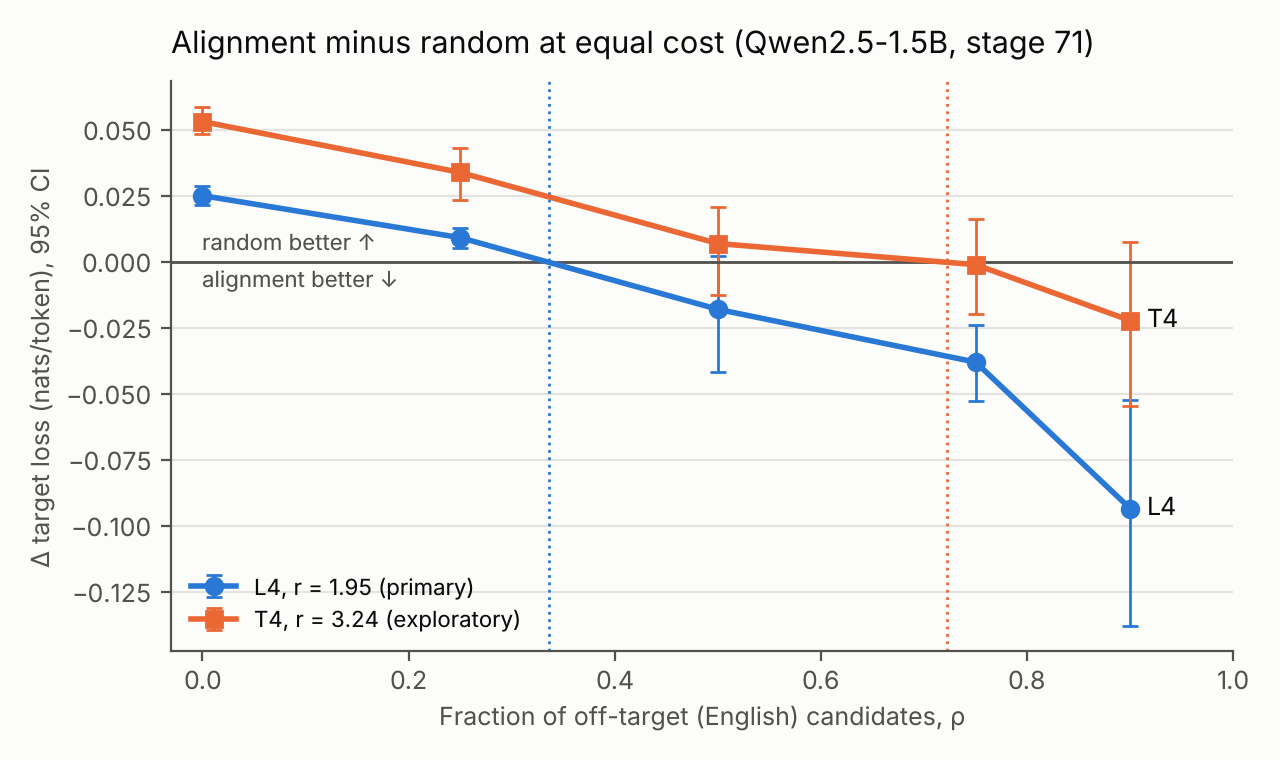 Alignment minus random at equal cost (Qwen2.5-1.5B, stage 71)
Δ target loss (nats/token), 95% CI
0.050
0.025
0.000
−0.025
−0.050
−0.075
−0.100
−0.125
random better ↑
alignment better ↓
T4
L4
L4, r = 1.95 (primary)
T4, r = 3.24 (exploratory)
0.0 0.2 0.4 0.6 0.8 1.0
Fraction of off-target (English) candidates, ρ